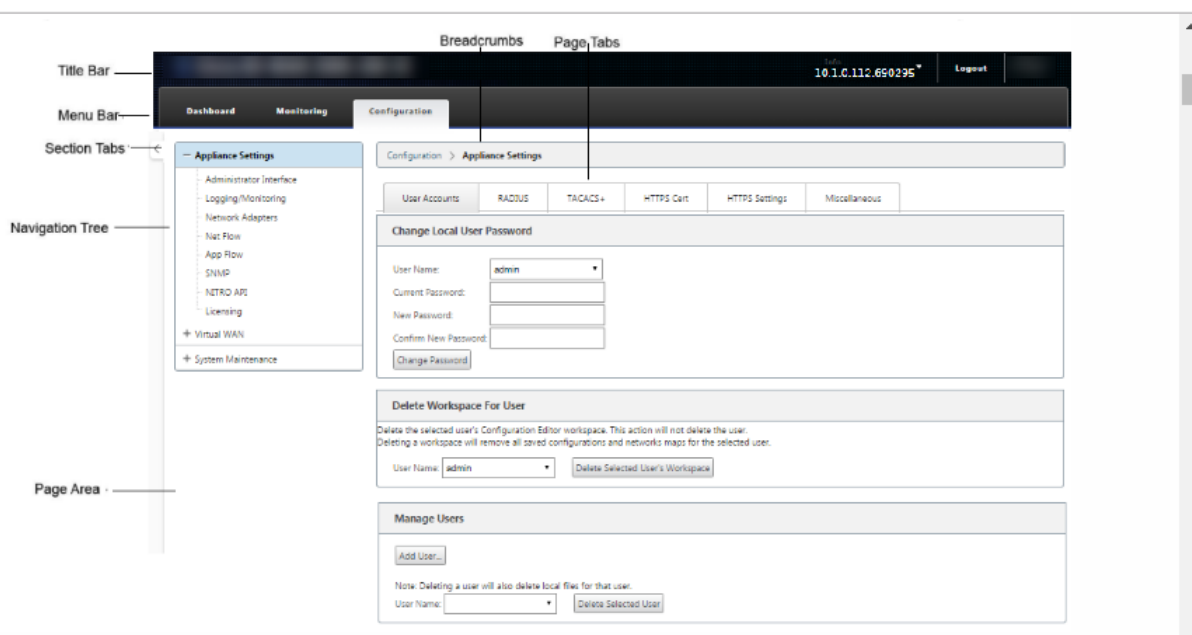 Breadcrumbs Page Tabs
Title Bar
Info
10.1.0.112.690295
Logout
Menu Bar
Dashboard Monitoring Configuration
Section Tabs
Appliance Settings
Configuration > Appliance Settings
Administrator Interface
Logging/Monitoring
Network Adapters
Net Flow
App Flow
SNMP
NITRO API
Licensing
Virtual WAN
System Maintenance
Navigation Tree
User Accounts RADIUS TACACS+ HTTPS Cert HTTPS Settings Miscellaneous
Change Local User Password
User Name: admin
Current Password:
New Password:
Confirm New Password:
Change Password
Delete Workspace For User
Delete the selected user's Configuration Editor workspace. This action will not delete the user.
Deleting a workspace will remove all saved configurations and networks maps for the selected user.
User Name: admin Delete Selected User's Workspace
Page Area
Manage Users
Add User...
Note: Deleting a user will also delete local files for that user.
User Name: Delete Selected User